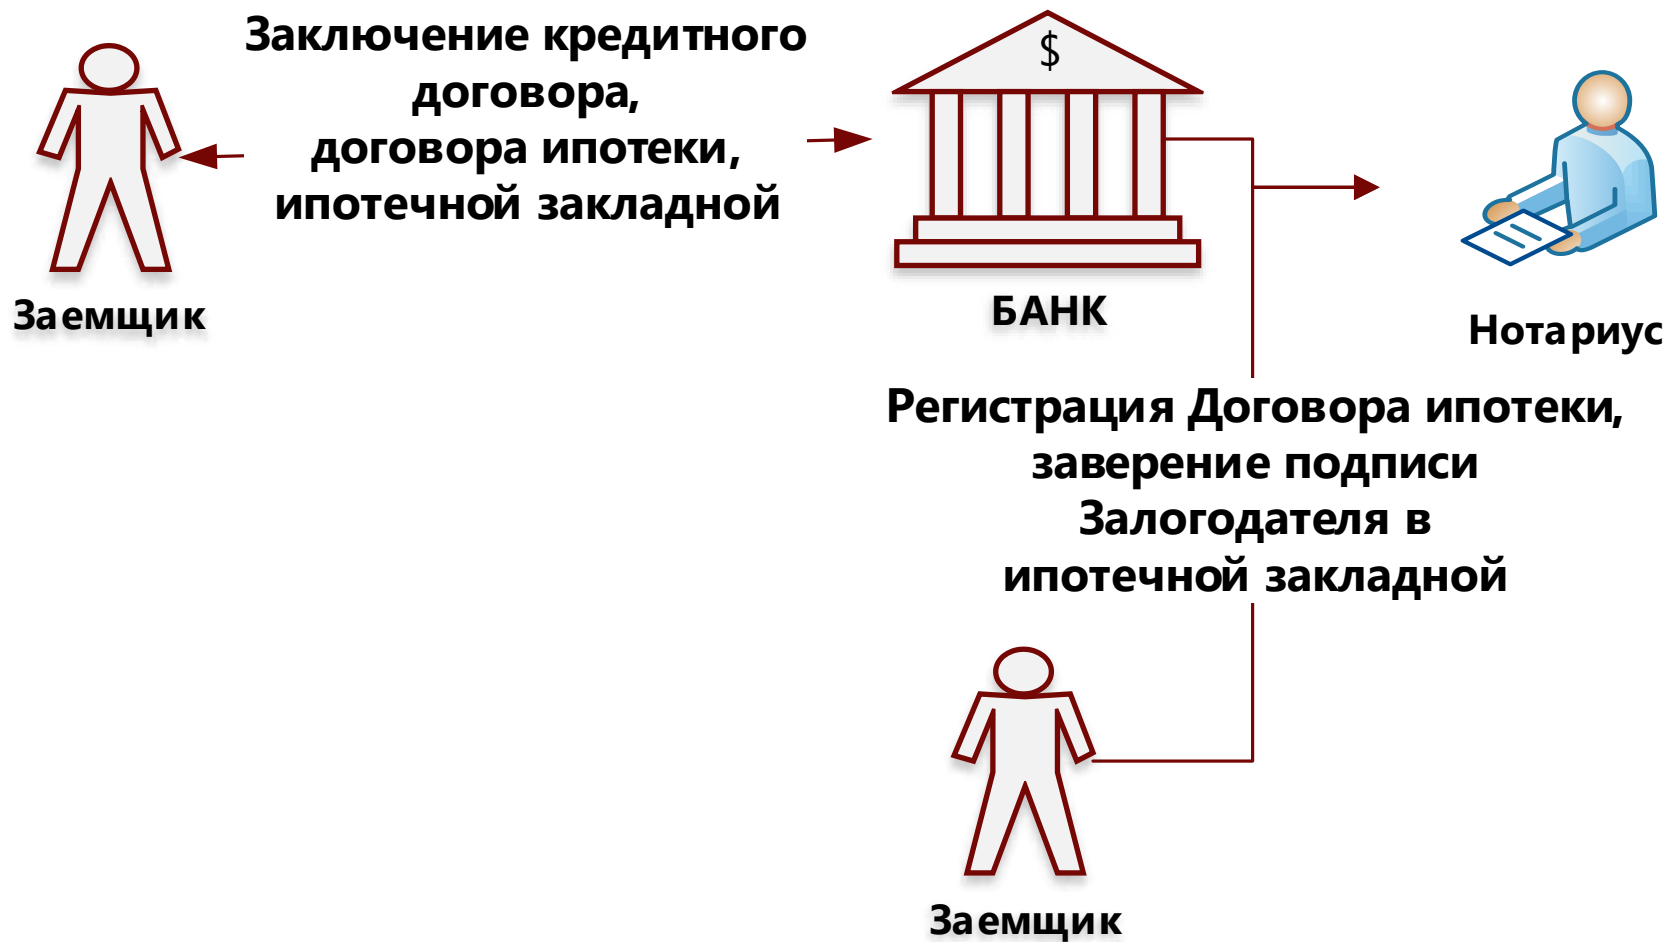 Заключение кредитного
договора,
договора ипотеки,
ипотечной закладной
$
Заемщик
БАНК
Нотариус
Регистрация Договора ипотеки,
заверение подписи
Залогодателя в
ипотечной закладной
Заемщик